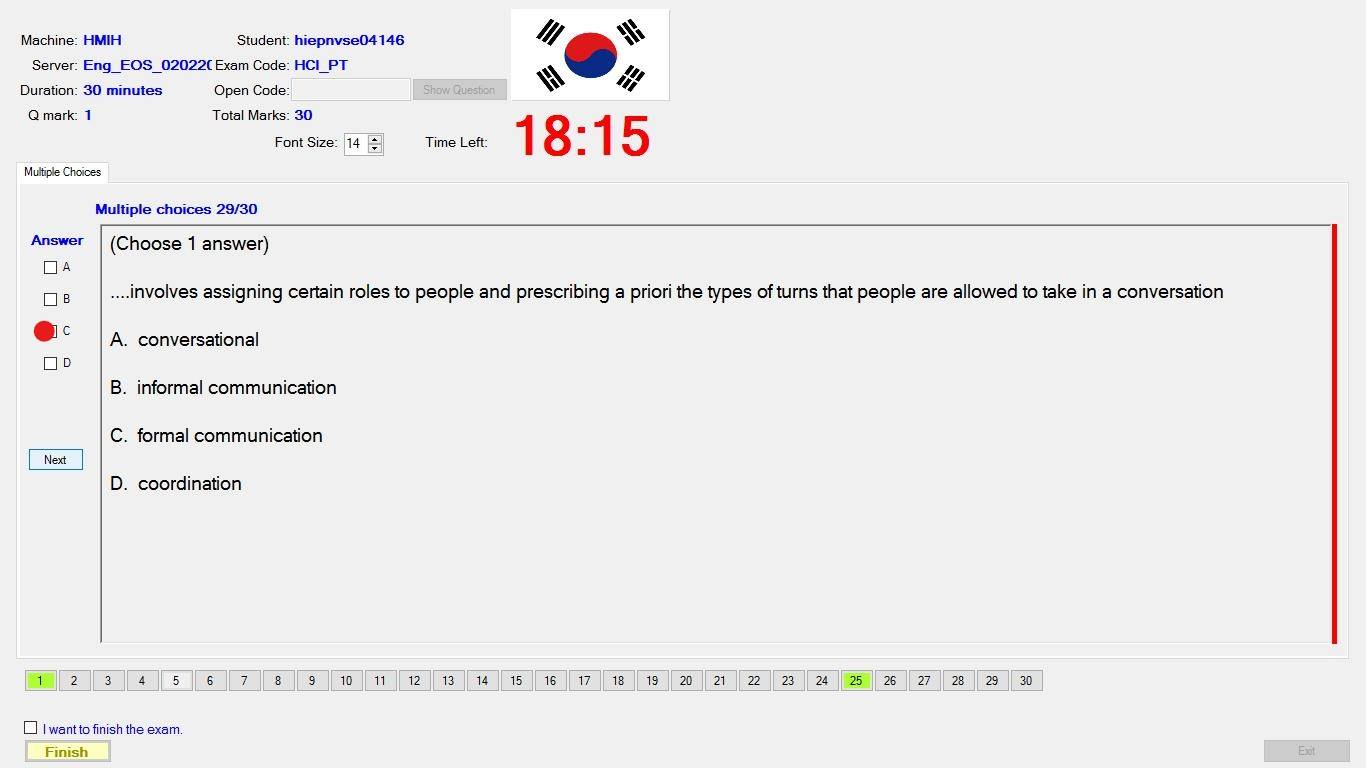 Machine: HMIH Student: hiepnvse04146
Server: Eng_EOS_020220 Exam Code: HCI_PT
Duration: 30 minutes Open Code: Show Question
Q mark: 1 Total Marks: 30
Font Size: 14 Time Left: 18:15
Multiple Choices
Multiple choices 29/30
Answer
A
B
C
D
Next
(Choose 1 answer)
....involves assigning certain roles to people and prescribing a priori the types of turns that people are allowed to take in a conversation
A. conversational
B. informal communication
C. formal communication
D. coordination
1 2 3 4 5 6 7 8 9 10 11 12 13 14 15 16 17 18 19 20 21 22 23 24 25 26 27 28 29 30
I want to finish the exam.
Finish Exit